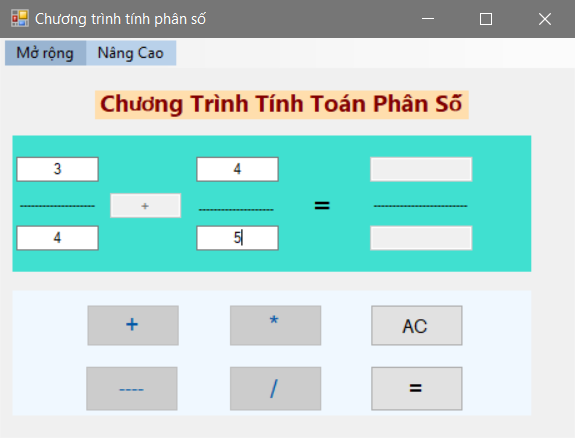 Chương trình tính phân số
Mở rộng Nâng Cao
Chương Trình Tính Toán Phân Số
3 4
-------------------- + -------------------- = -------------------------
4 5
+ * AC
---- / =